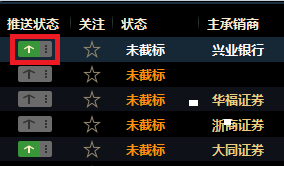 推送状态 关注 状态 主承销商
未截标 兴业银行
未截标
未截标 华福证券
未截标 浙商证券
未截标 大同证券